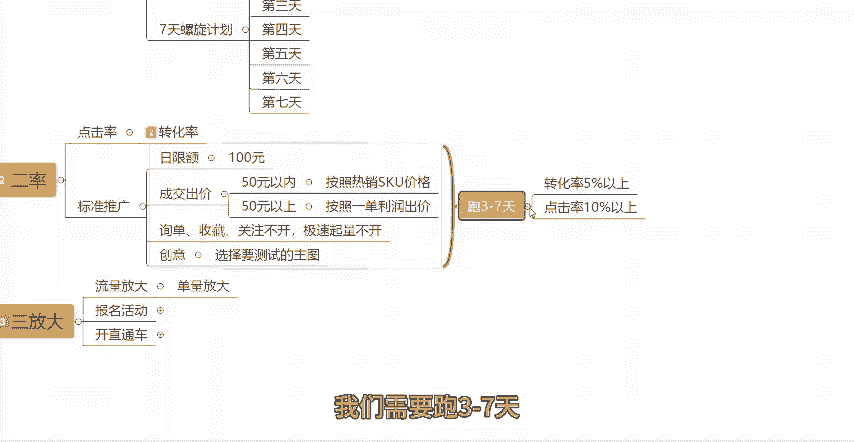 第三天
7天螺旋计划
第四天
第五天
第六天
第七天
点击率
转化率
2 二率
日限额
100元
标准推广
成交出价
50元以内
按照热销SKU价格
50元以上
按照一单利润出价
询单、收藏、关注不开，极速起量不开
创意
选择要测试的主图
跑3-7天
转化率5%以上
点击率10%以上
3 三放大
流量放大
单量放大
报名活动
开直通车
我们需要跑3-7天